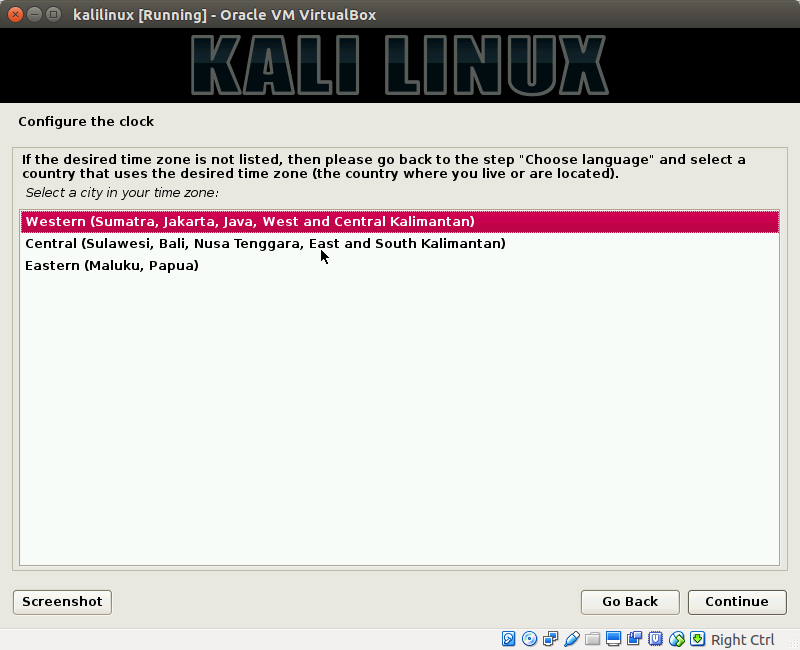 kalilinux [Running] - Oracle VM VirtualBox
KALI LINUX
Configure the clock
If the desired time zone is not listed, then please go back to the step "Choose language" and select a
country that uses the desired time zone (the country where you live or are located).
Select a city in your time zone:
Western (Sumatra, Jakarta, Java, West and Central Kalimantan)
Central (Sulawesi, Bali, Nusa Tenggara, East and South Kalimantan)
Eastern (Maluku, Papua)
Screenshot
Go Back
Continue
Right Ctrl